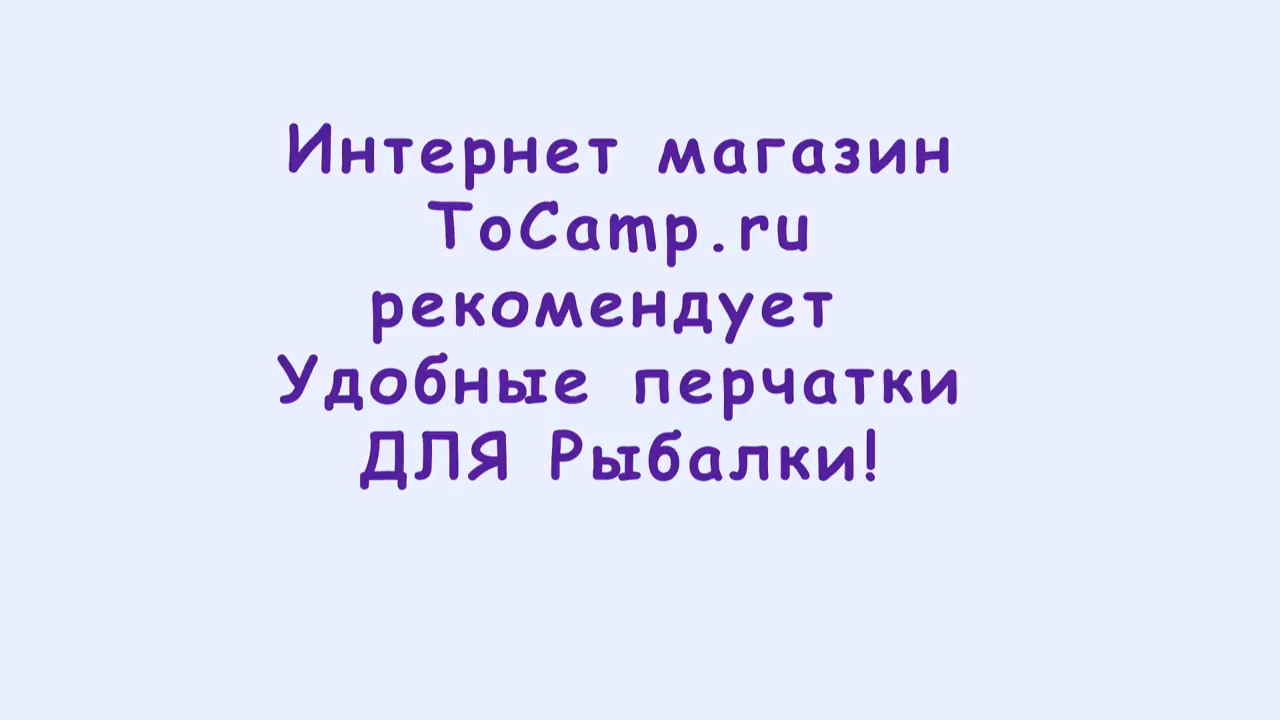 Интернет магазин
ToCamp.ru
рекомендует
Удобные перчатки
ДЛЯ Рыбалки!